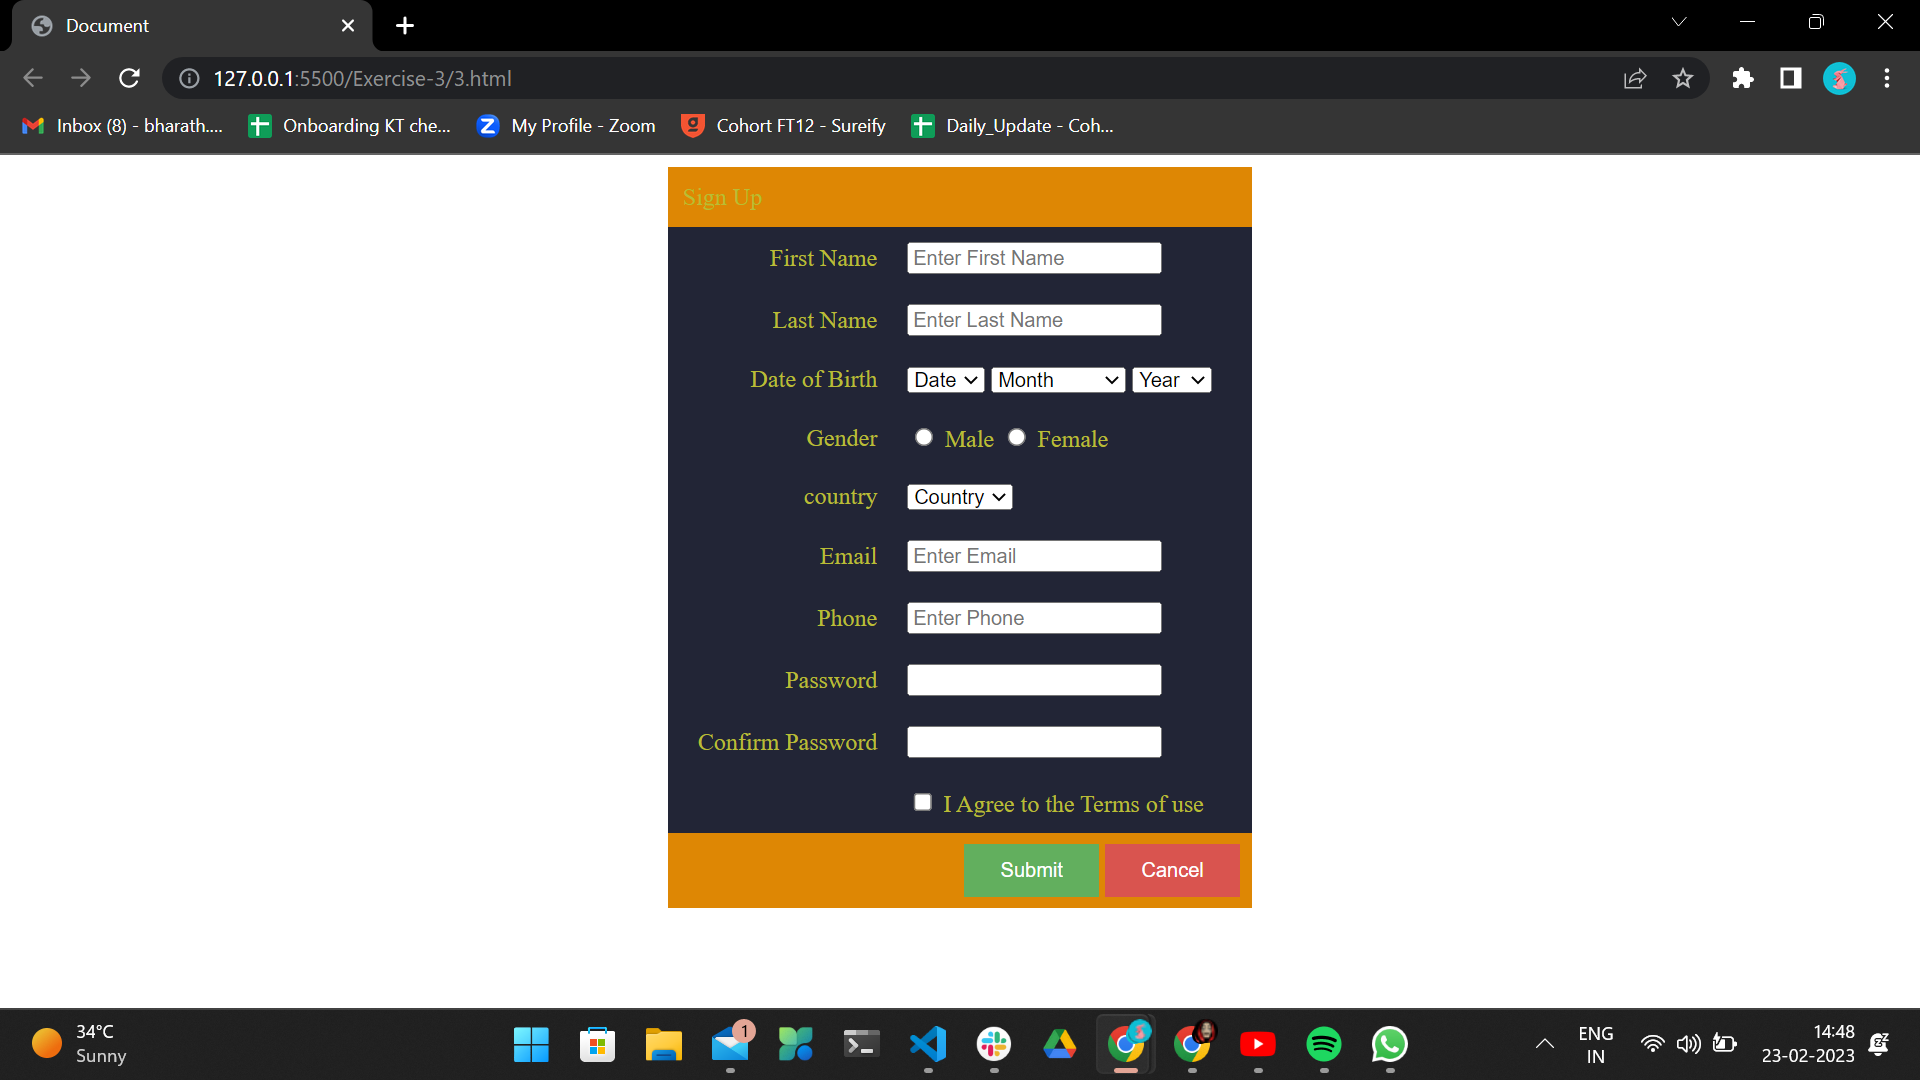 Document
127.0.0.1:5500/Exercise-3/3.html
Inbox (8) - bharath.... Onboarding KT che... My Profile - Zoom Cohort FT12 - Sureify Daily_Update - Coh...
Sign Up
First Name Enter First Name
Last Name Enter Last Name
Date of Birth Date Month Year
Gender Male Female
country Country
Email Enter Email
Phone Enter Phone
Password
Confirm Password
I Agree to the Terms of use
Submit Cancel
34°C
Sunny
1
ENG
IN
14:48
23-02-2023